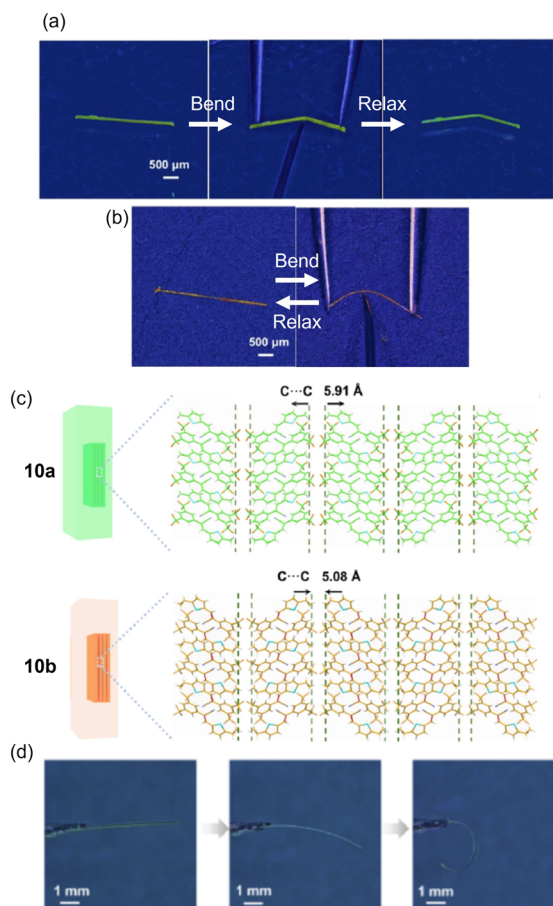 (a)
Bend
Relax
500 µm
(b)
Bend
Relax
500 µm
(c)
C···C 5.91 Å
10a
C···C 5.08 Å
10b
(d)
1 mm
1 mm
1 mm